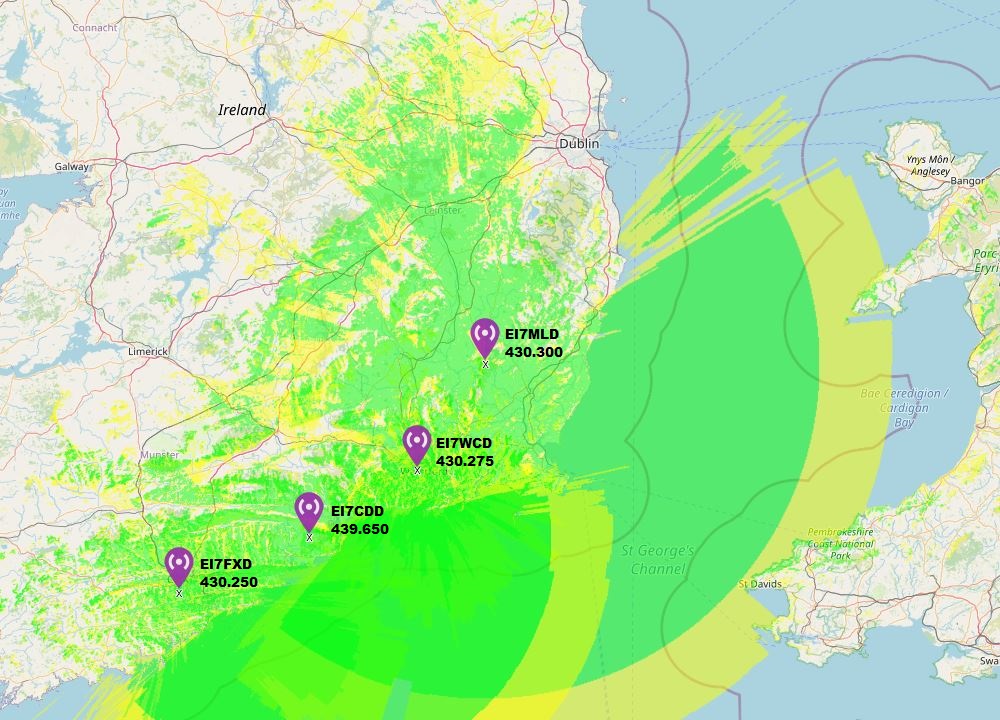 Connacht
Ireland
Dublin
Galway
Ynys Môn /
Anglesey
Bangor
Leinster
Parc
Eryri
EI7MLD
430.300
X
Limerick
Bae Ceredigion /
Cardigan
Bay
EI7WCD
430.275
X
Munster
EI7CDD
439.650
X
Pembrokeshire
Coast National
Park
St George's
Channel
EI7FXD
430.250
X
St Davids
Swa